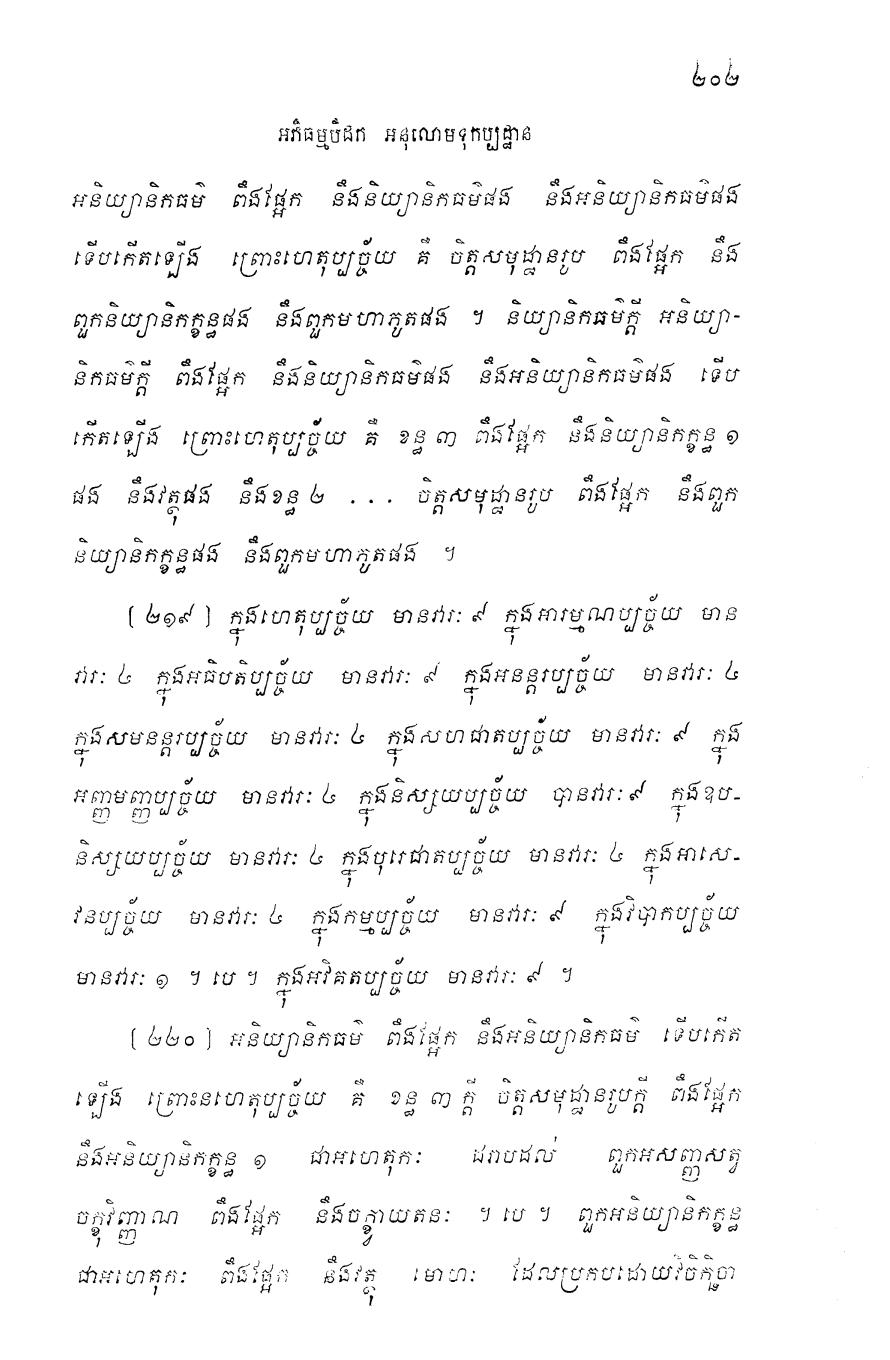 ២០២
អភិធម្មបិដក អនុលោមទុកប្បដ្ឋាន
អនិយ្យានិកធម៌ ពឹងផ្អែក នឹងនិយ្យានិកធម៌ផង នឹងអនិយ្យានិកធម៌ផង
ទើបកើតឡើង ព្រោះហេតុប្បច្ច័យ គឺ ចិត្តសមុដ្ឋានរូប ពឹងផ្អែក នឹង
ពួកនិយ្យានិកក្ខន្ធផង នឹងពួកមហាភូតផង ។ និយ្យានិកធម៌ក្តី អនិយ្យា-
និកធម៌ក្តី ពឹងផ្អែក នឹងនិយ្យានិកធម៌ផង នឹងអនិយ្យានិកធម៌ផង ទើប
កើតឡើង ព្រោះហេតុប្បច្ច័យ គឺ ខន្ធ ៣ ពឹងផ្អែក នឹងនិយ្យានិកក្ខន្ធ ១
ផង នឹងវត្ថុផង នឹងខន្ធ ២ ... ចិត្តសមុដ្ឋានរូប ពឹងផ្អែក នឹងពួក
និយ្យានិកក្ខន្ធផង នឹងពួកមហាភូតផង ។
[ ២១៩ ] ក្នុងហេតុប្បច្ច័យ មានវារៈ ៩ ក្នុងអារម្មណប្បច្ច័យ មាន
វារៈ ៤ ក្នុងអធិបតិប្បច្ច័យ មានវារៈ ៩ ក្នុងអនន្តរប្បច្ច័យ មានវារៈ ៤
ក្នុងសមនន្តរប្បច្ច័យ មានវារៈ ៤ ក្នុងសហជាតប្បច្ច័យ មានវារៈ ៩ ក្នុង
អញ្ញមញ្ញប្បច្ច័យ មានវារៈ ៤ ក្នុងនិស្សយប្បច្ច័យ បានវារៈ ៩ ក្នុងឧប-
និស្សយប្បច្ច័យ មានវារៈ ៤ ក្នុងបុរេជាតប្បច្ច័យ មានវារៈ ៤ ក្នុងអាសេ-
វនប្បច្ច័យ មានវារៈ ៤ ក្នុងកម្មប្បច្ច័យ មានវារៈ ៩ ក្នុងវិបាកប្បច្ច័យ
មានវារៈ ១ ។ បេ ។ ក្នុងអវិគតប្បច្ច័យ មានវារៈ ៩ ។
[ ២២០ ] អនិយ្យានិកធម៌ ពឹងផ្អែក នឹងអនិយ្យានិកធម៌ ទើបកើត
ឡើង ព្រោះនហេតុប្បច្ច័យ គឺ ខន្ធ ៣ ក្តី ចិត្តសមុដ្ឋានរូបក្តី ពឹងផ្អែក
នឹងអនិយ្យានិកក្ខន្ធ ១ ជាអហេតុកៈ ដរាបដល់ ពួកអសញ្ញសត្វ
ចក្ខុវិញ្ញាណ ពឹងផ្អែក នឹងចក្ខ្វាយតនៈ ។ បេ ។ ពួកអនិយ្យានិកក្ខន្ធ
ជាអហេតុកៈ ពឹងផ្អែក នឹងវត្ថុ មោហៈ ដែលប្រកបដោយវិចិកិច្ឆា